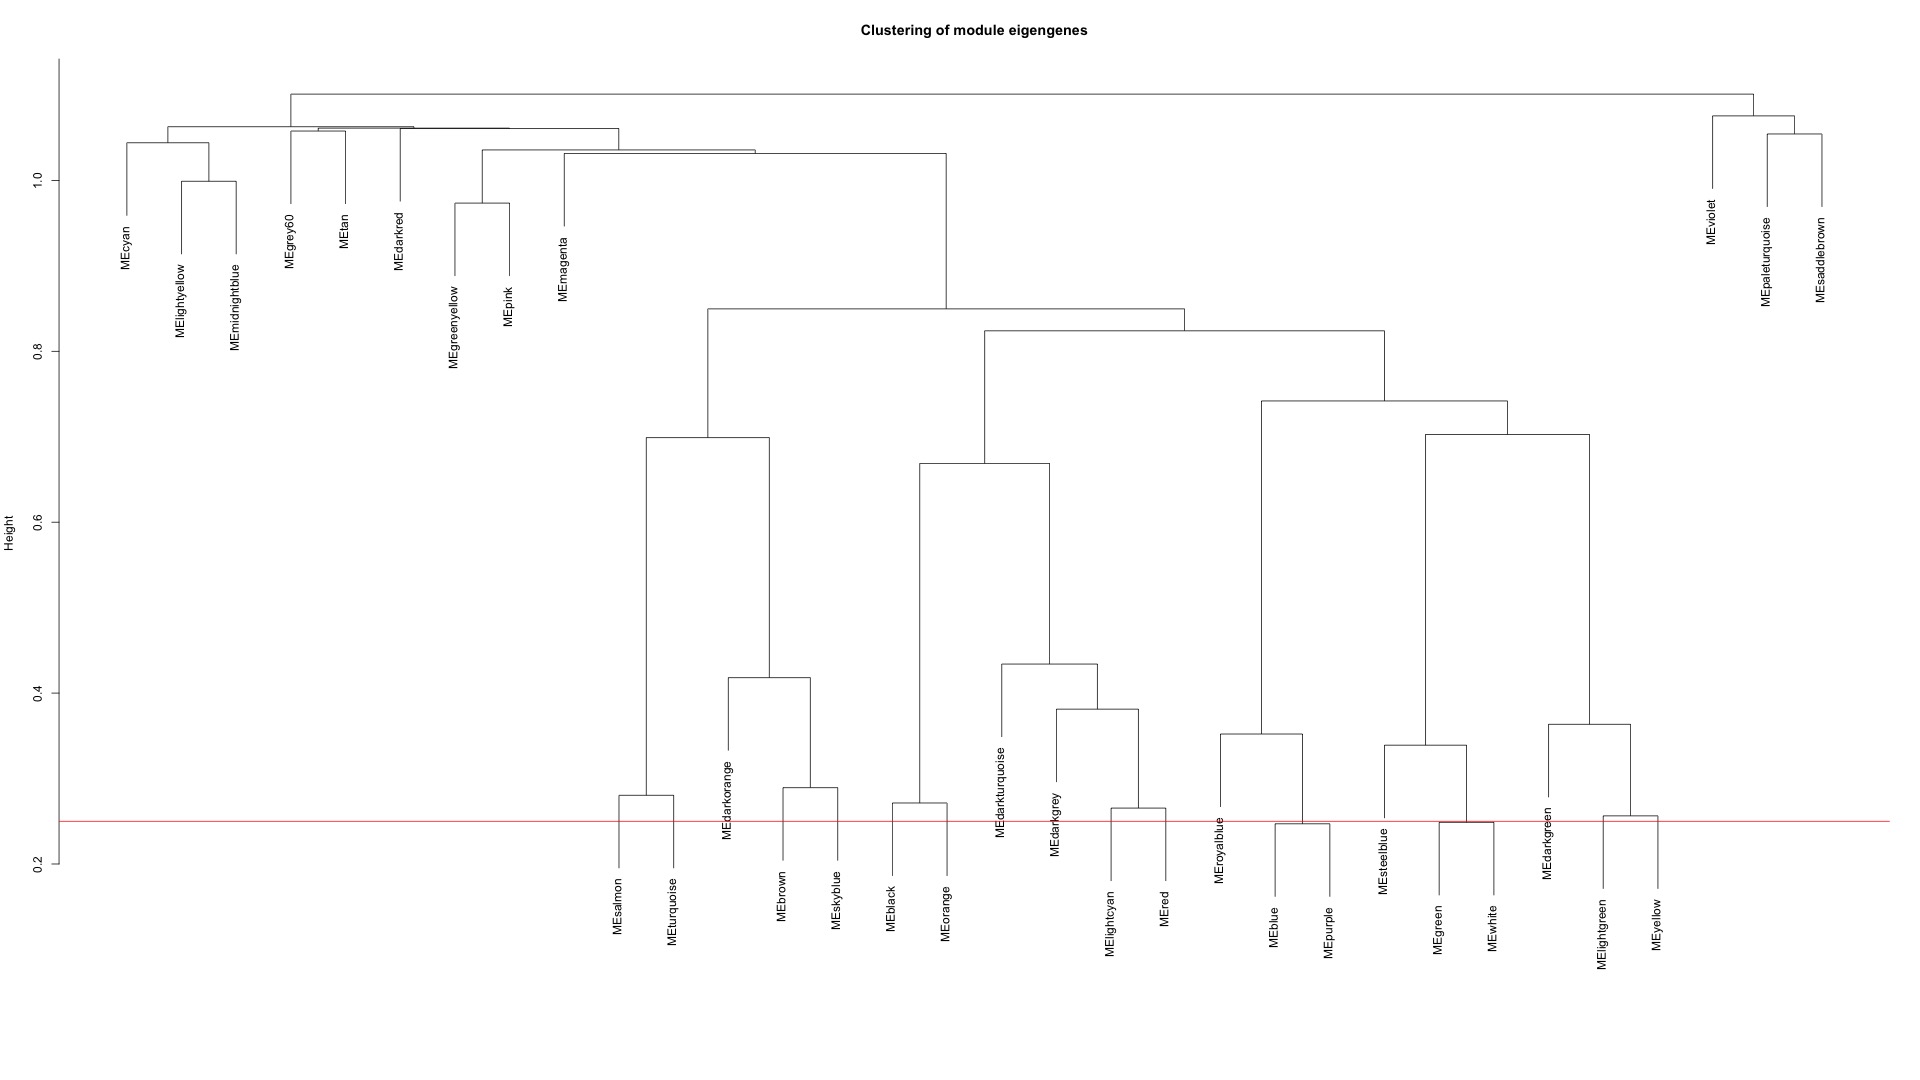 Clustering of module eigengenes
Height
1.0
0.8
0.6
0.4
0.2
MEcyan
MElightyellow
MEmidnightblue
MEgrey60
MEtan
MEdarkred
MEgreenyellow
MEpink
MEmagenta
MEsalmon
MEturquoise
MEdarkorange
MEbrown
MEskyblue
MEblack
MEorange
MEdarkturquoise
MEdarkgrey
MElightcyan
MEred
MEroyalblue
MEblue
MEpurple
MEsteelblue
MEgreen
MEwhite
MEdarkgreen
MElightgreen
MEyellow
MEviolet
MEpaleturquoise
MEsaddlebrown